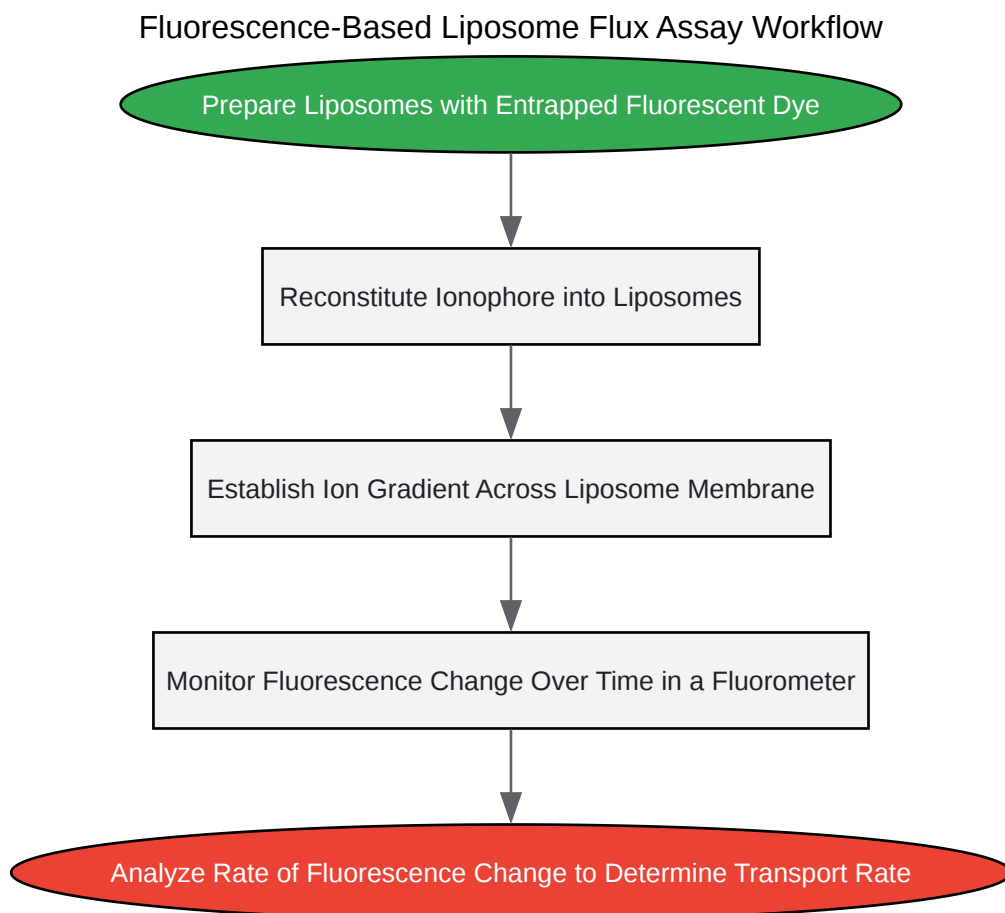 Fluorescence-Based Liposome Flux Assay Workflow
Prepare Liposomes with Entrapped Fluorescent Dye
Reconstitute Ionophore into Liposomes
Establish Ion Gradient Across Liposome Membrane
Monitor Fluorescence Change Over Time in a Fluorometer
Analyze Rate of Fluorescence Change to Determine Transport Rate